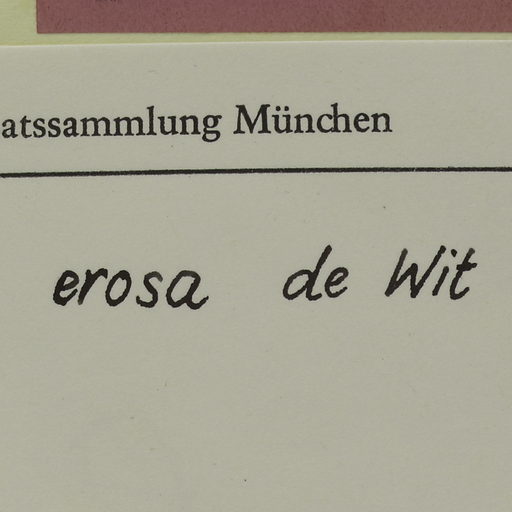 atssammlung München
erosa de Wit